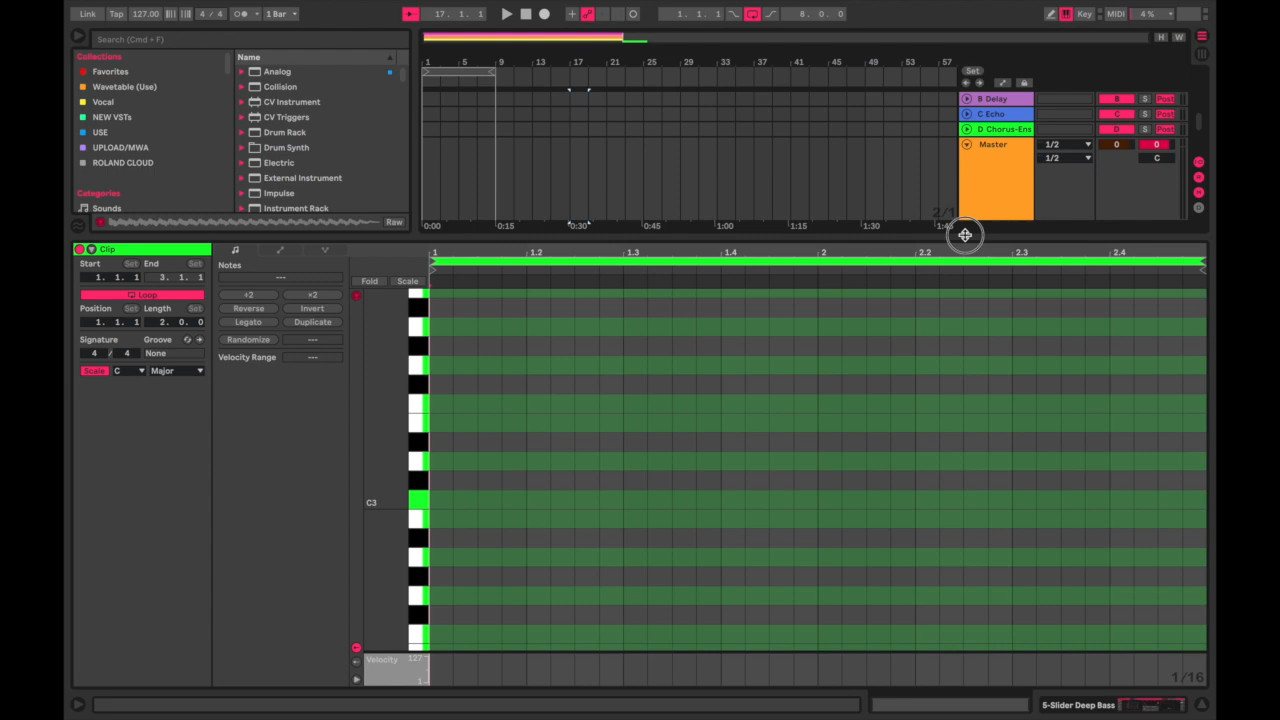 Link Tap 127.00 4 / 4 1 Bar 17. 1. 1 1. 1. 1 8. 0. 0 Key MIDI 4 %
Search (Cmd + F)
H W
Collections
Favorites
Wavetable (Use)
Vocal
NEW VSTs
USE
UPLOAD/MWA
ROLAND CLOUD
Categories
Sounds
Name
Analog
Collision
CV Instrument
CV Triggers
Drum Rack
Drum Synth
Electric
External Instrument
Impulse
Instrument Rack
Raw
1 5 9 13 17 21 25 29 33 37 41 45 49 53 57
Set
B Delay B S Post
C Echo C S Post
D Chorus-Ens D S Post
Master 1/2 0 0
1/2 C
2/1
0:00 0:15 0:30 0:45 1:00 1:15 1:30 1:45
Clip
Start Set End Set
1. 1. 1 3. 1. 1
Loop
Position Set Length Set
1. 1. 1 2. 0. 0
Signature Groove
4 / 4 None
Scale C Major
Notes
---
÷2 ×2
Reverse Invert
Legato Duplicate
Randomize ---
Velocity Range ---
1 1.2 1.3 1.4 2 2.2 2.3 2.4
Fold Scale
C3
Velocity 127
1
1/16
5-Slider Deep Bass